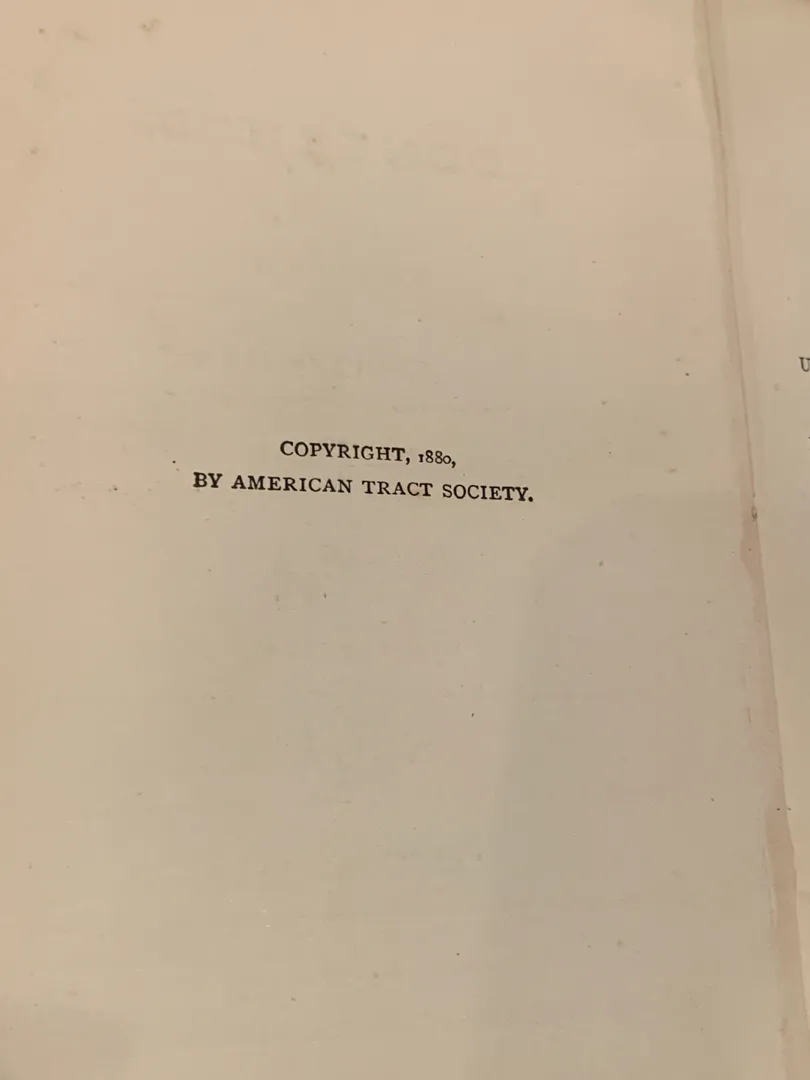 COPYRIGHT, 1880,
BY AMERICAN TRACT SOCIETY.
U